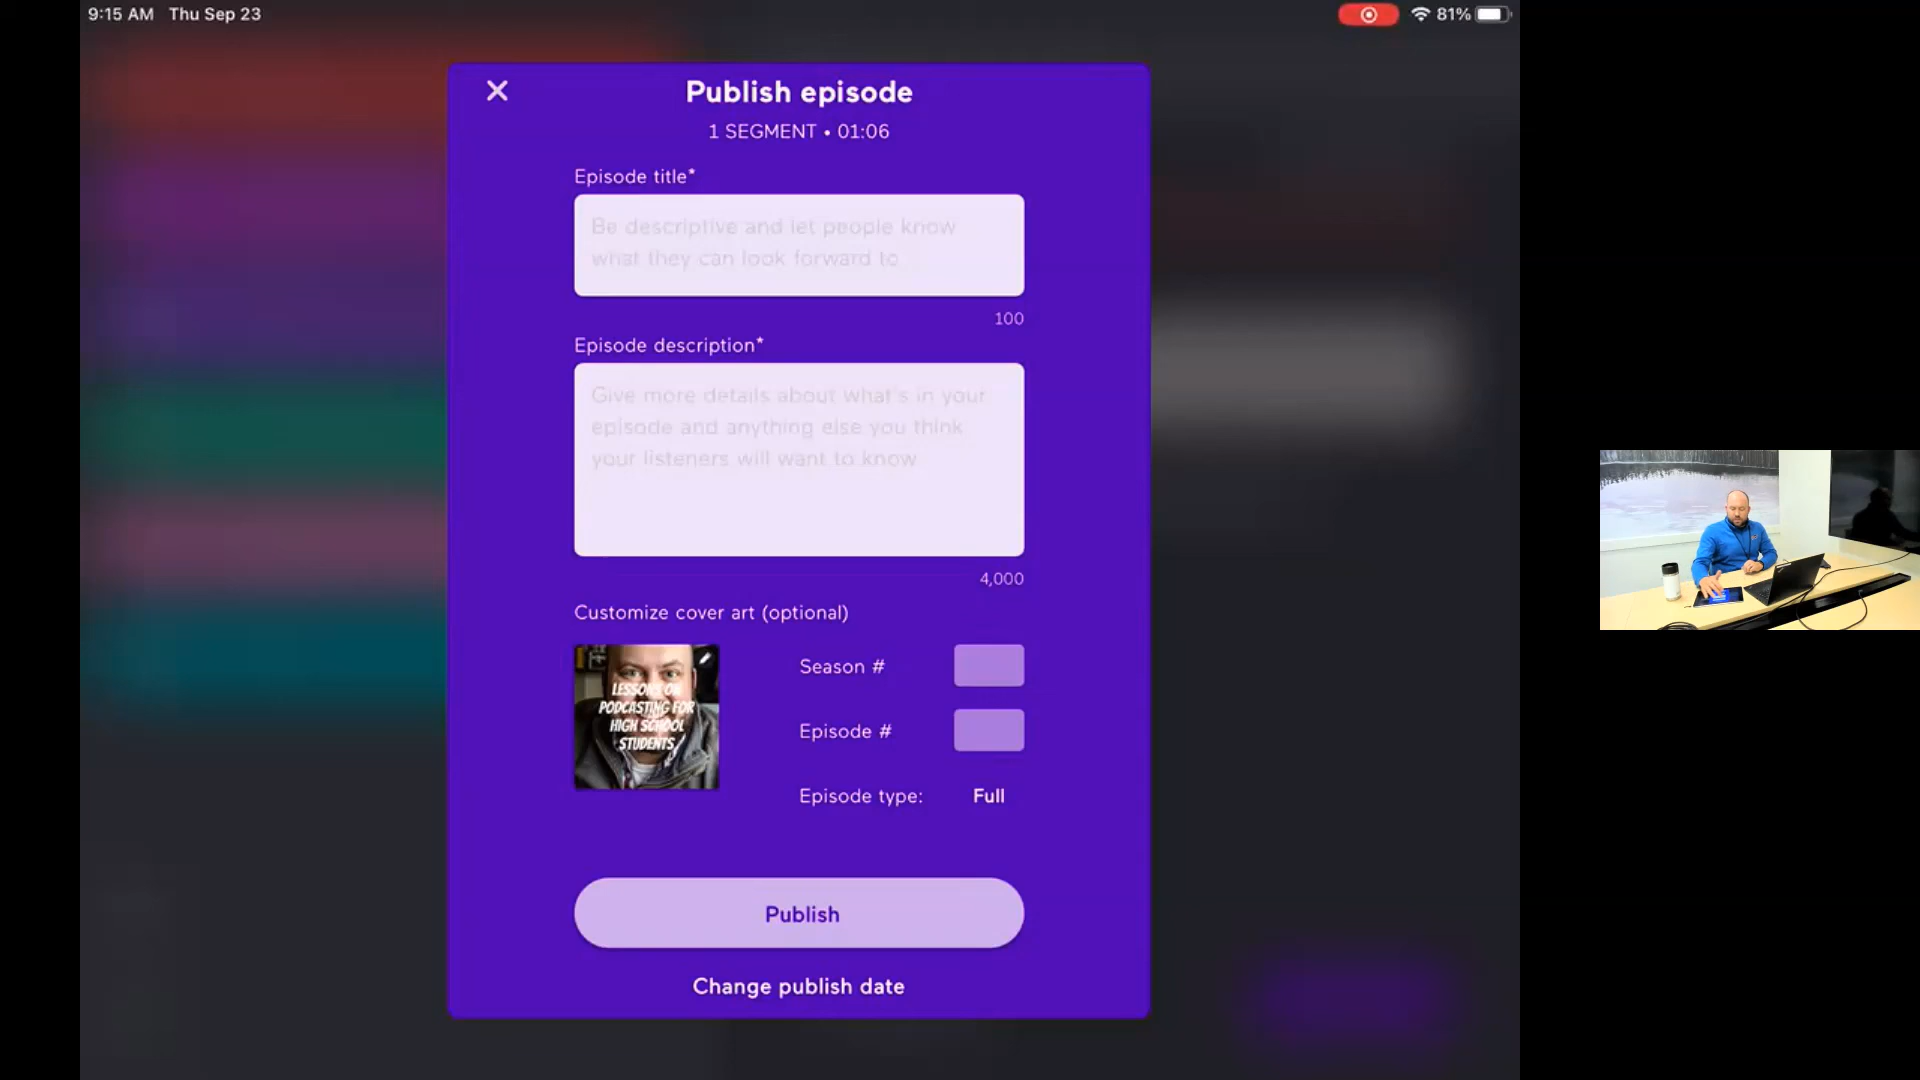 9:15 AM Thu Sep 23
81%
Publish episode
1 SEGMENT • 01:06
Episode title*
Be descriptive and let people know
what they can look forward to
100
Episode description*
Give more details about what's in your
episode and anything else you think
your listeners will want to know
4,000
Customize cover art (optional)
LESSONS ON
PODCASTING FOR
HIGH SCHOOL
STUDENTS
Season #
Episode #
Episode type: Full
Publish
Change publish date